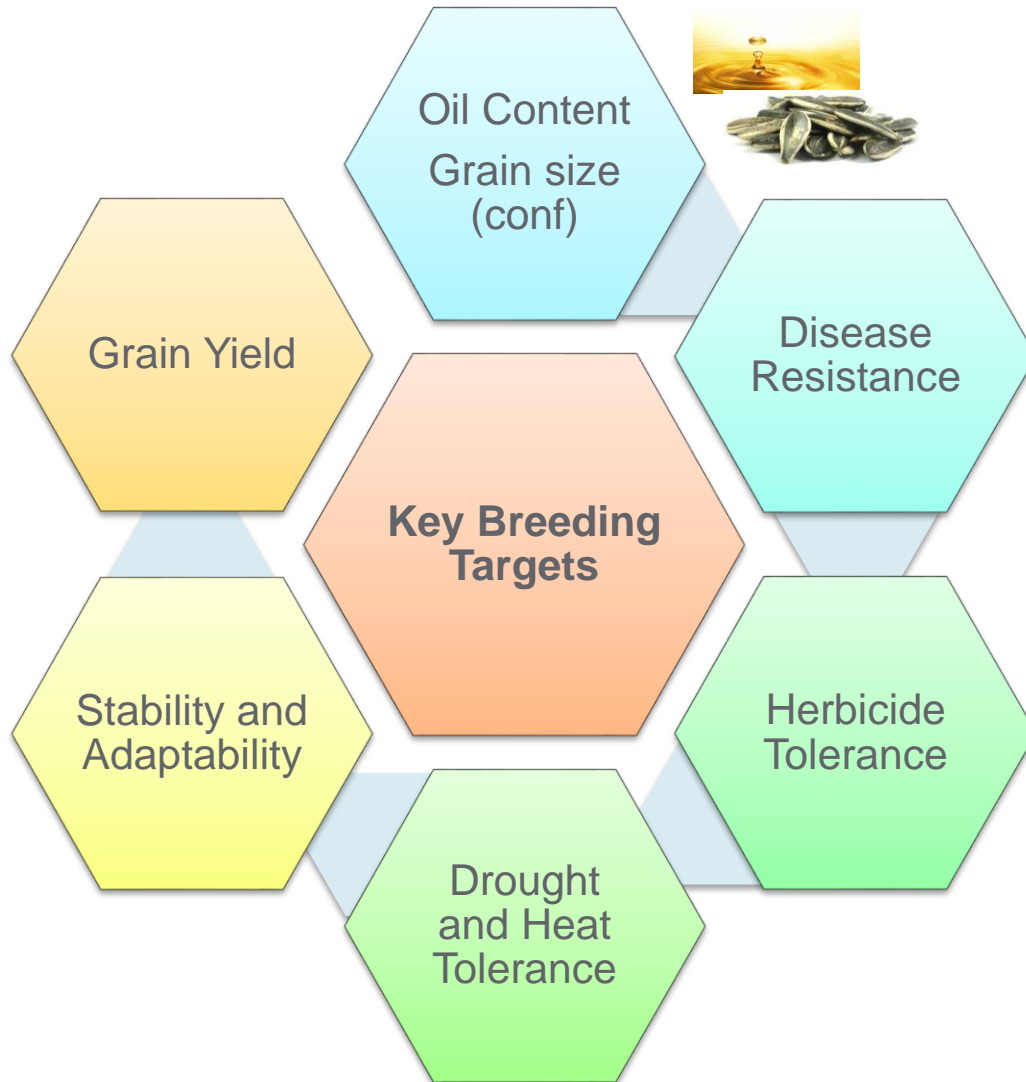 Oil Content
Grain size
(conf)
Disease
Resistance
Grain Yield
Key Breeding
Targets
Herbicide
Tolerance
Stability and
Adaptability
Drought
and Heat
Tolerance